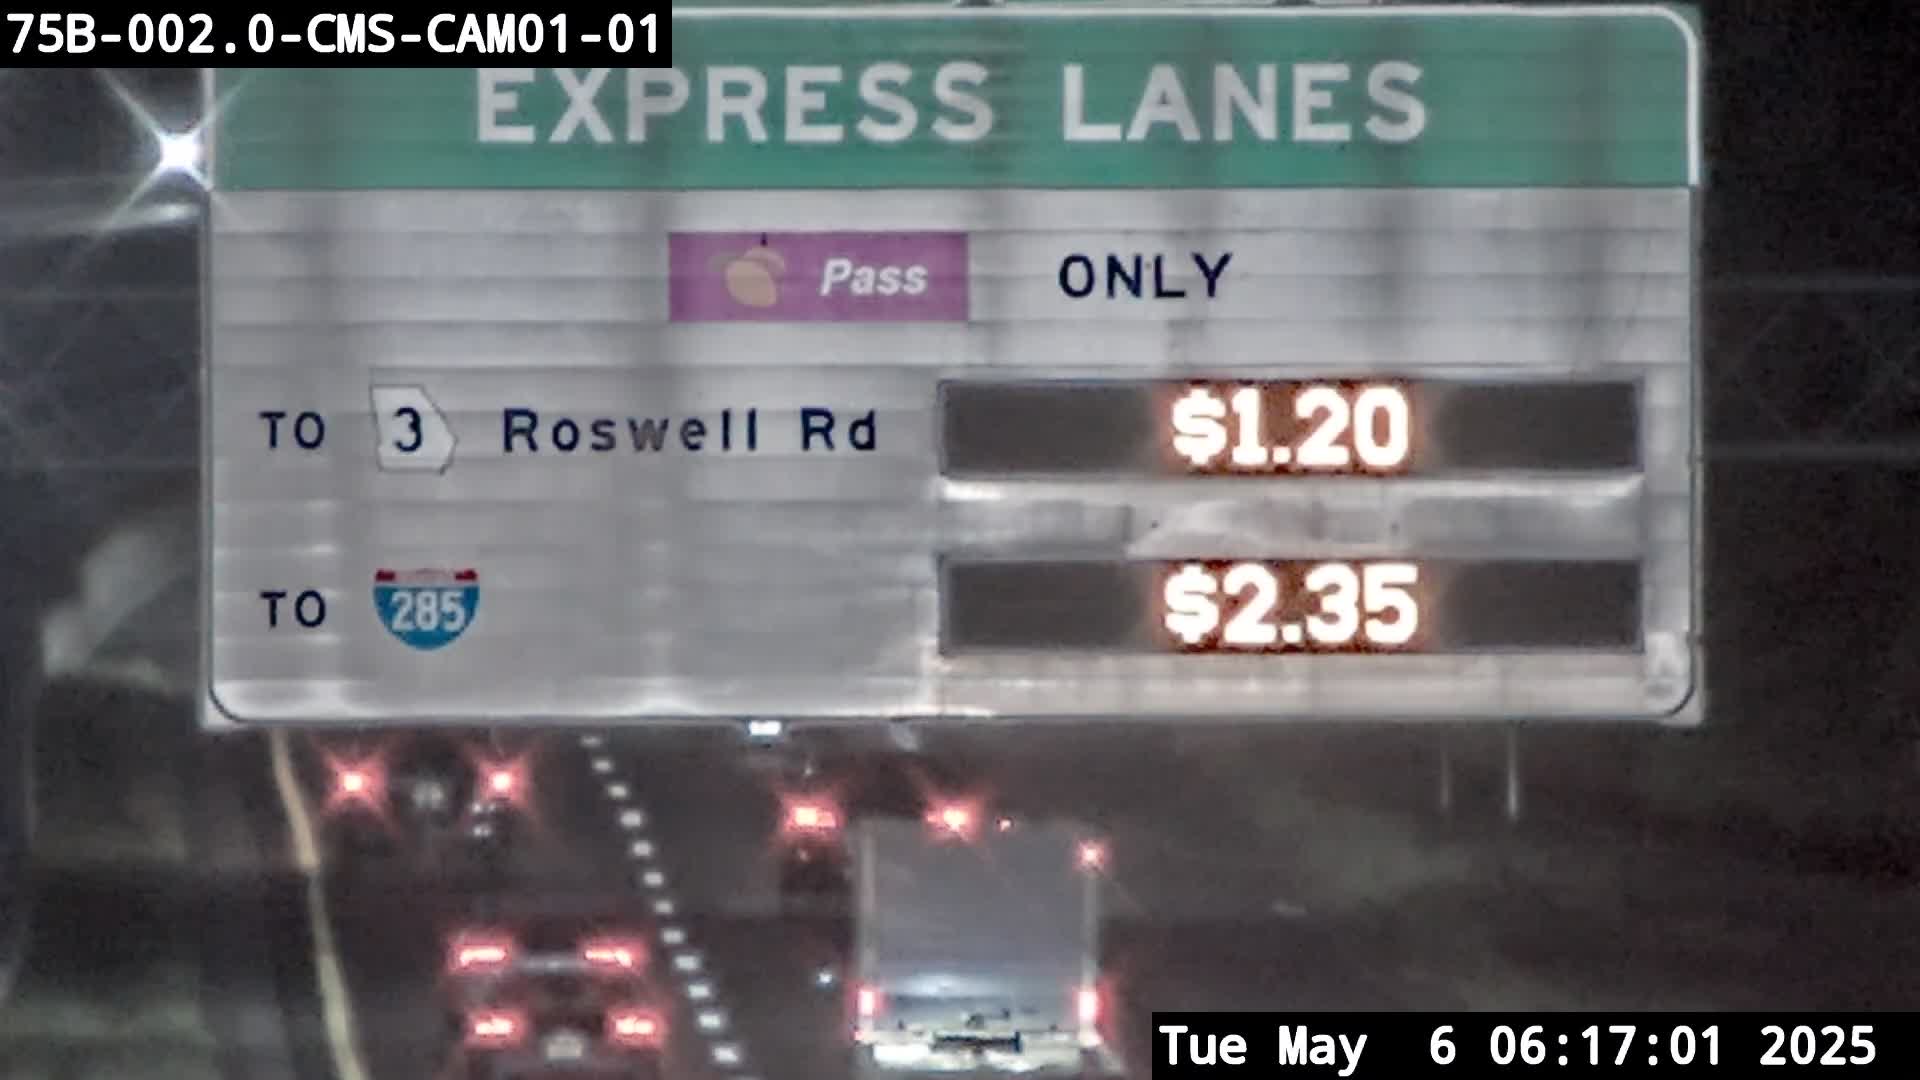 75B-002.0-CMS-CAM01-01
EXPRESS LANES
Pass ONLY
TO 3 Roswell Rd $1.20
TO 285 $2.35
Tue May 6 06:17:01 2025